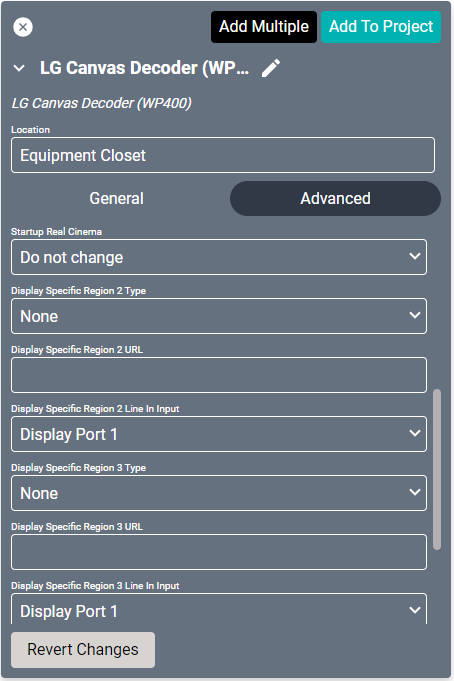 Add Multiple
Add To Project
LG Canvas Decoder (WP...
LG Canvas Decoder (WP400)
Location
Equipment Closet
General
Advanced
Startup Real Cinema
Do not change
Display Specific Region 2 Type
None
Display Specific Region 2 URL
Display Specific Region 2 Line In Input
Display Port 1
Display Specific Region 3 Type
None
Display Specific Region 3 URL
Display Specific Region 3 Line In Input
Display Port 1
Revert Changes